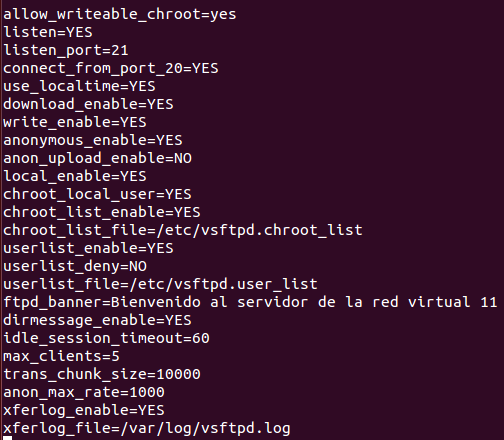 allow_writeable_chroot=yes
listen=YES
listen_port=21
connect_from_port_20=YES
use_localtime=YES
download_enable=YES
write_enable=YES
anonymous_enable=YES
anon_upload_enable=NO
local_enable=YES
chroot_local_user=YES
chroot_list_enable=YES
chroot_list_file=/etc/vsftpd.chroot_list
userlist_enable=YES
userlist_deny=NO
userlist_file=/etc/vsftpd.user_list
ftpd_banner=Bienvenido al servidor de la red virtual 11
dirmessage_enable=YES
idle_session_timeout=60
max_clients=5
trans_chunk_size=10000
anon_max_rate=1000
xferlog_enable=YES
xferlog_file=/var/log/vsftpd.log